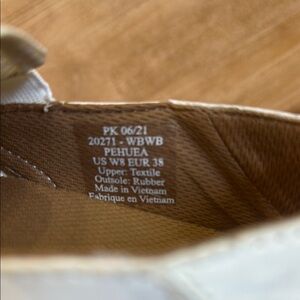 PK 06/21
20271 - WBWB
PEHUEA
US W8 EUR 38
Upper: Textile
Outsole: Rubber
Made in Vietnam
Fabrique en Vietnam